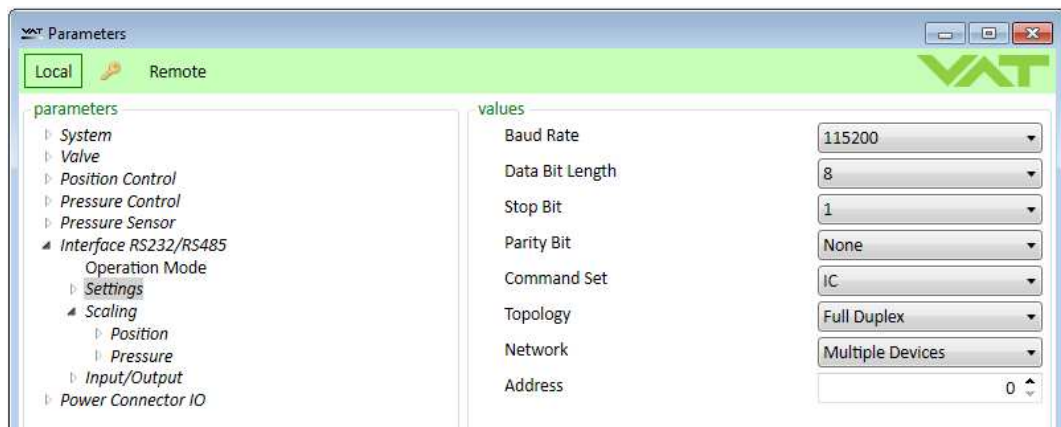 VAT Parameters
Local Remote VAT
parameters
System
Valve
Position Control
Pressure Control
Pressure Sensor
Interface RS232/RS485
Operation Mode
Settings
Scaling
Position
Pressure
Input/Output
Power Connector IO
values
Baud Rate 115200
Data Bit Length 8
Stop Bit 1
Parity Bit None
Command Set IC
Topology Full Duplex
Network Multiple Devices
Address 0